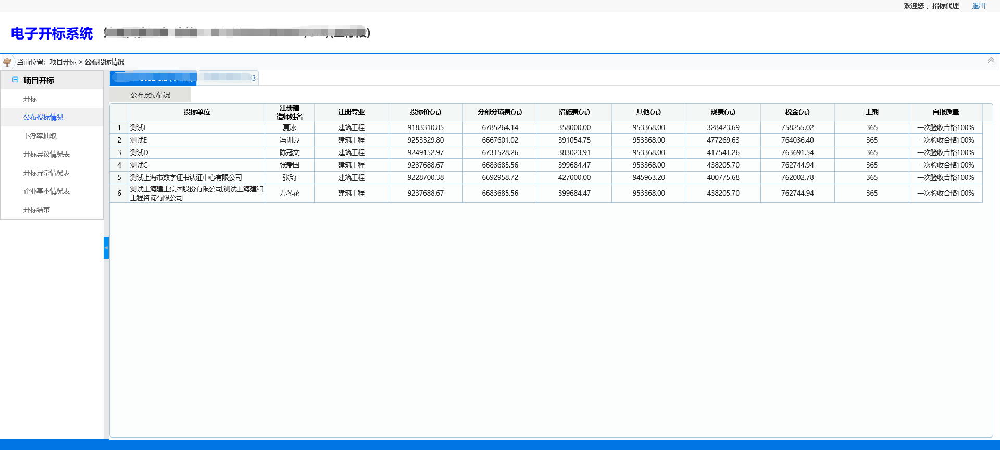 欢迎您， 招标代理 退出
电子开标系统
当前位置：项目开标 > 公布投标情况
项目开标
开标
公布投标情况
下浮率抽取
开标异议情况表
开标异常情况表
企业基本情况表
开标结束
3
公布投标情况
投标单位 注册建造师姓名 注册专业 投标价(元) 分部分项费(元) 措施费(元) 其他(元) 规费(元) 税金(元) 工期 自报质量
1 测试F 夏冰 建筑工程 9183310.85 6785264.14 358000.00 953368.00 328423.69 758255.02 365 一次验收合格100%
2 测试E 冯训良 建筑工程 9253329.80 6667601.02 391054.75 953368.00 477269.63 764036.40 365 一次验收合格100%
3 测试D 陈冠文 建筑工程 9249152.97 6731528.26 383023.91 953368.00 417541.26 763691.54 365 一次验收合格100%
4 测试C 张爱国 建筑工程 9237688.67 6683685.56 399684.47 953368.00 438205.70 762744.94 365 一次验收合格100%
5 测试上海市数字证书认证中心有限公司 张琦 建筑工程 9228700.38 6692958.72 427000.00 945963.20 400775.68 762002.78 365 一次验收合格100%
6 测试上海建工集团股份有限公司,测试上海建和工程咨询有限公司 万琴花 建筑工程 9237688.67 6683685.56 399684.47 953368.00 438205.70 762744.94 365 一次验收合格100%